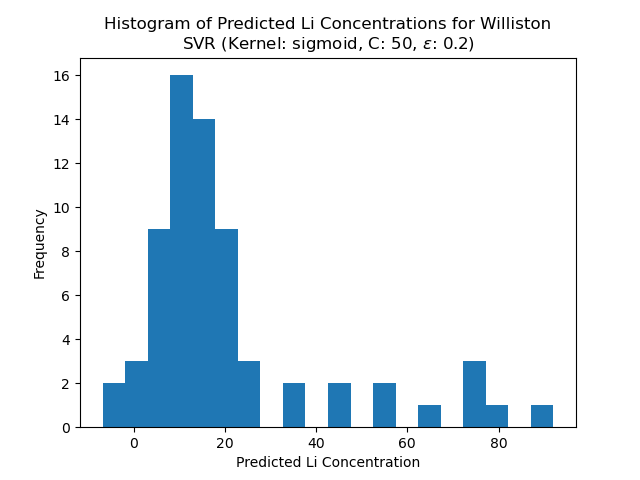 Histogram of Predicted Li Concentrations for Williston
SVR (Kernel: sigmoid, C: 50, ε: 0.2)
16
14
12
10
8
6
4
2
0
Frequency
0 20 40 60 80
Predicted Li Concentration